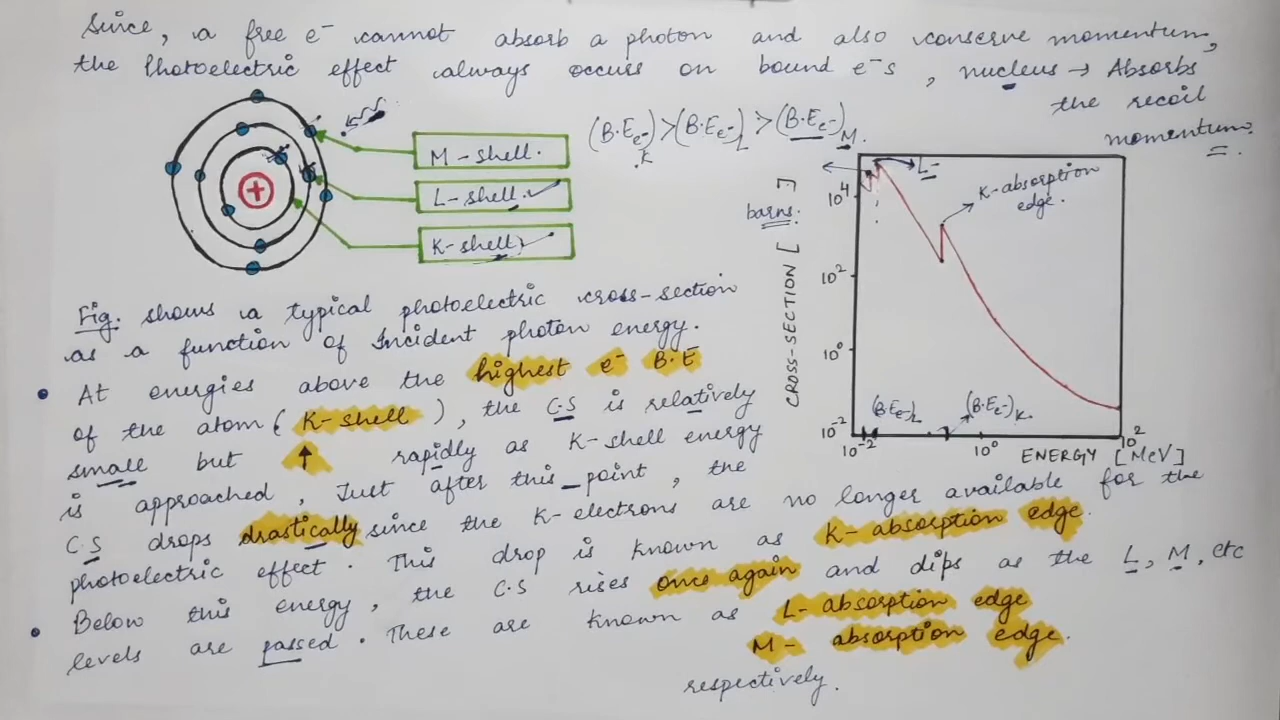 Since, a free e⁻ cannot absorb a photon and also conserve momentum,
the Photoelectric effect always occurs on bound e⁻s, nucleus → Absorbs
the recoil
momentum.
(B.Ee⁻)K > (B.Ee⁻)L > (B.Ee⁻)M
M-shell.
L-shell.
K-shell
+
CROSS-SECTION [barns]
10⁴
10²
10⁰
10⁻²
L-
K-absorption
edge.
(B.Ee⁻)L
(B.Ee⁻)K.
10⁻²
10⁰
10²
ENERGY [MeV]
Fig. shows a typical photoelectric cross-section
as a function of Incident photon energy.
• At energies above the highest e⁻ B.E
of the atom (K-shell), the C.S is relatively
small but ↑ rapidly as K-shell energy
is approached, Just after this point, the
C.S drops drastically since the K-electrons are no longer available for the
photoelectric effect. This drop is known as K-absorption edge.
• Below this energy, the C.S rises once again and dips as the L, M, etc
levels are passed. These are known as L-absorption edge
M- absorption edge.
respectively.